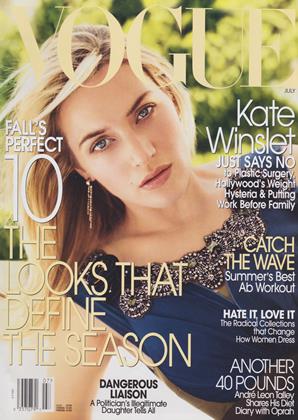 VOGUE
JULY
FALL'S
PERFECT
10
THE
LOOKS THAT
DEFINE
THE SEASON
Kate
Winslet
JUST SAYS NO
to Plastic Surgery,
Hollywood's Weight
Hysteria & Putting
Work Before Family
CATCH
THE WAVE
Summer's Best
Ab Workout
HATE IT, LOVE IT
The Radical Collections
that Change
How Women Dress
DANGEROUS
LIAISON
A Politician's Illegitimate
Daughter Tells All
ANOTHER
40 POUNDS
André Leon Talley
Shares His Diet
Diary with Oprah